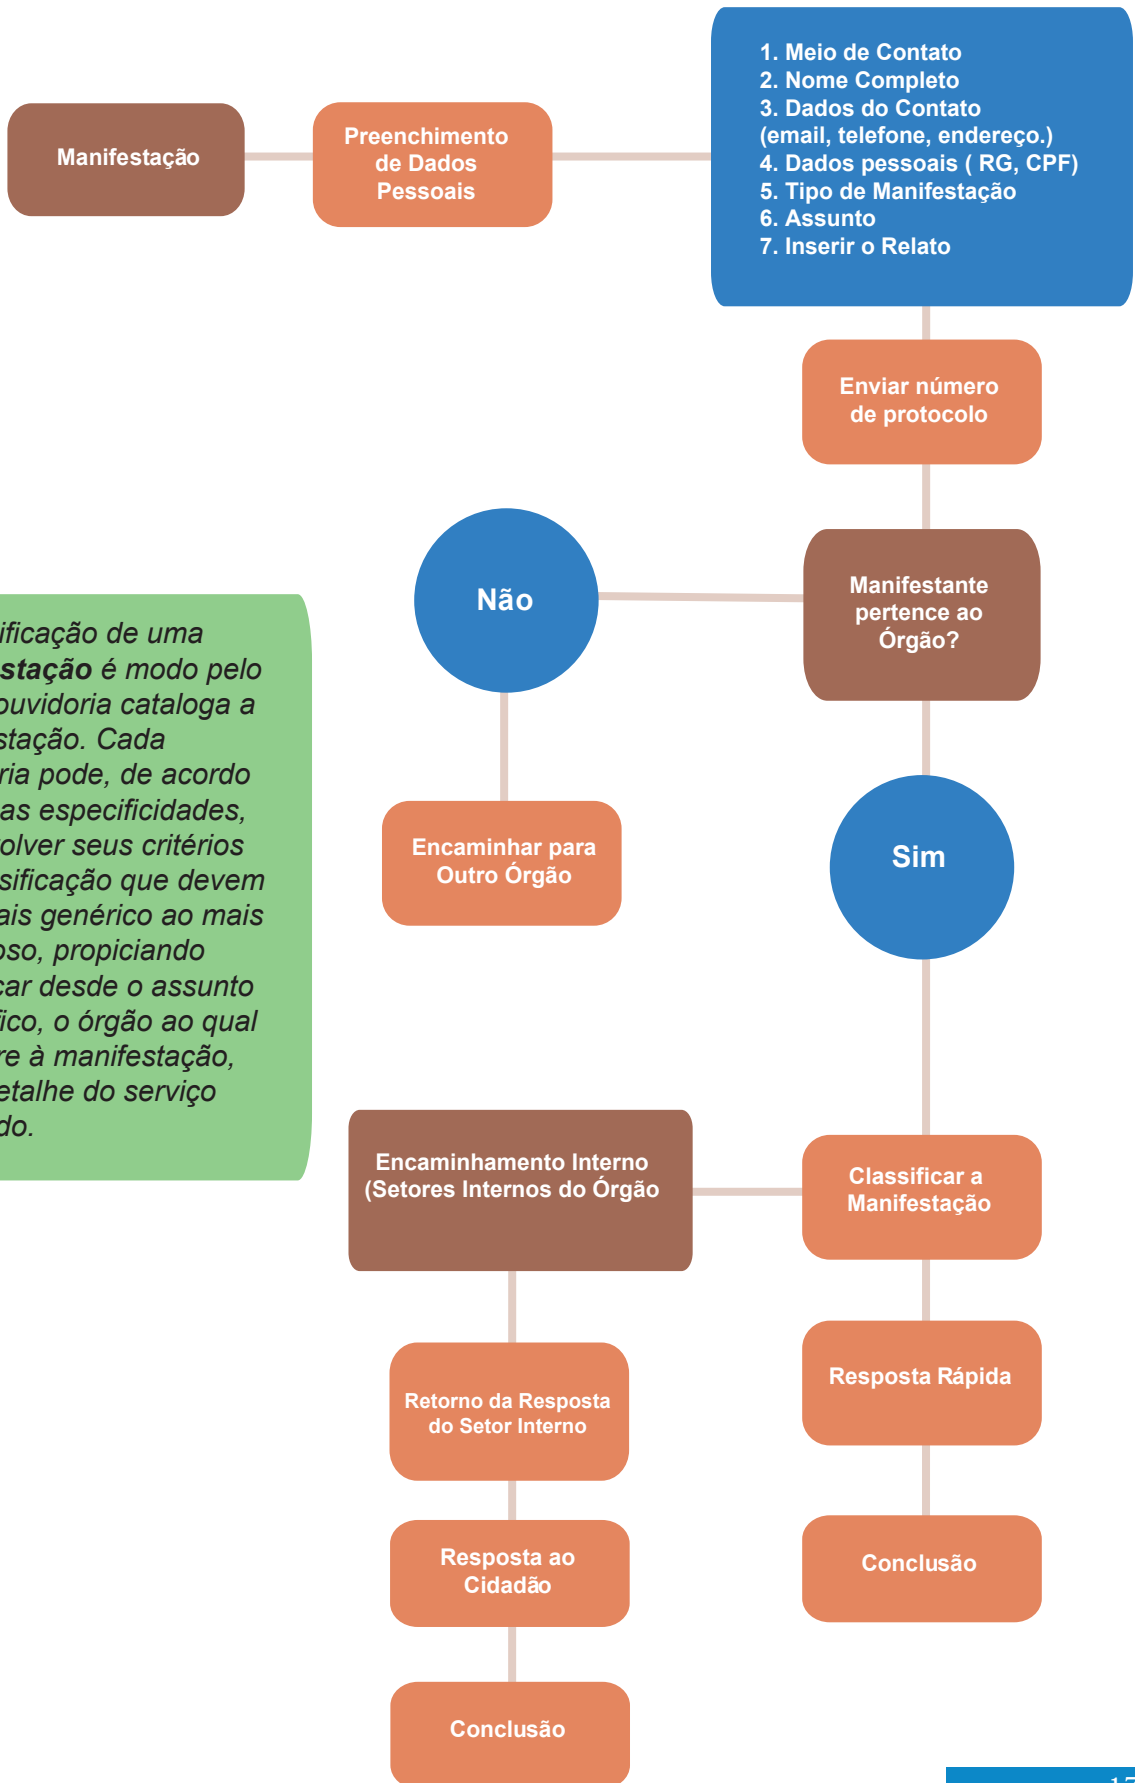 Manifestação
Preenchimento
de Dados
Pessoais
1. Meio de Contato
2. Nome Completo
3. Dados do Contato
(email, telefone, endereço.)
4. Dados pessoais ( RG, CPF)
5. Tipo de Manifestação
6. Assunto
7. Inserir o Relato
Enviar número
de protocolo
Manifestante
pertence ao
Órgão?
Não
Encaminhar para
Outro Órgão
Sim
ificação de uma
stação é modo pelo
ouvidoria cataloga a
stação. Cada
ria pode, de acordo
as especificidades,
olver seus critérios
sificação que devem
ais genérico ao mais
oso, propiciando
car desde o assunto
fico, o órgão ao qual
re à manifestação,
etalhe do serviço
do.
Classificar a
Manifestação
Encaminhamento Interno
(Setores Internos do Órgão
Resposta Rápida
Conclusão
Retorno da Resposta
do Setor Interno
Resposta ao
Cidadão
Conclusão